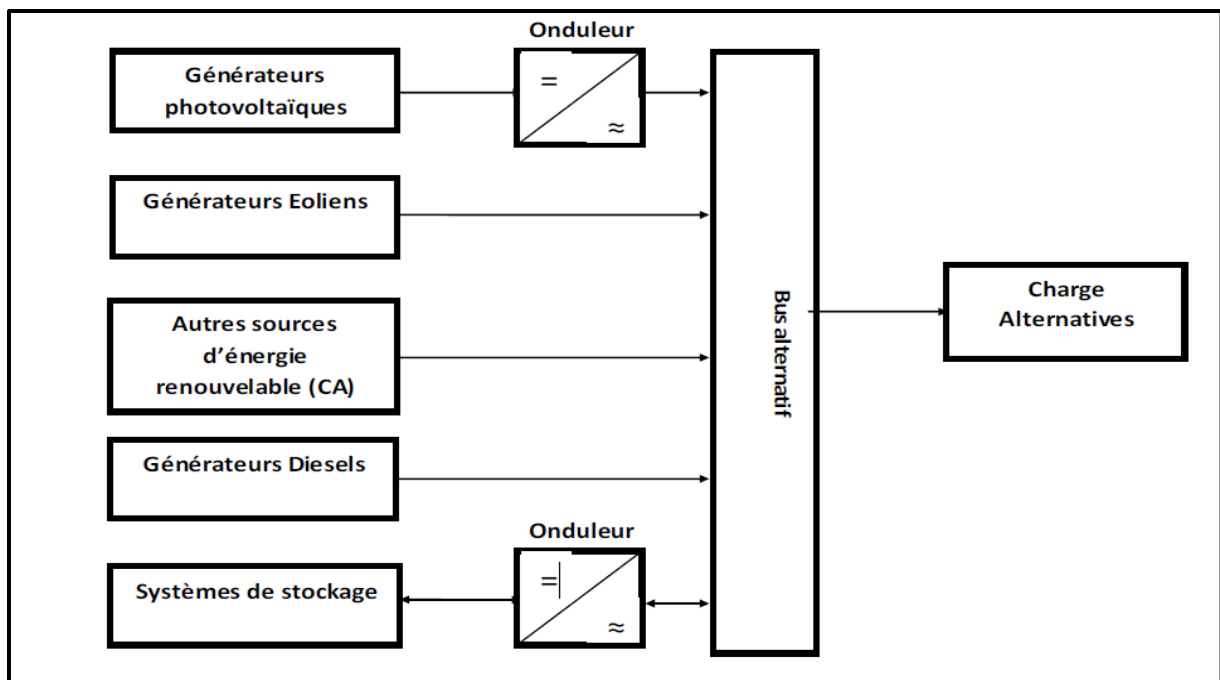 Onduleur
Générateurs
photovoltaïques
=
≈
Générateurs Eoliens
Autres sources
d'énergie
renouvelable (CA)
Générateurs Diesels
Onduleur
=
≈
Systèmes de stockage
Bus alternatif
Charge
Alternatives